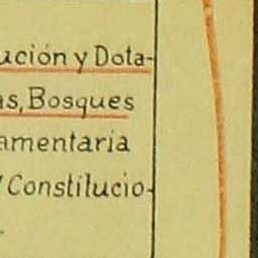 ución y Dota-
as, Bosques
amentaria
Constitucio-